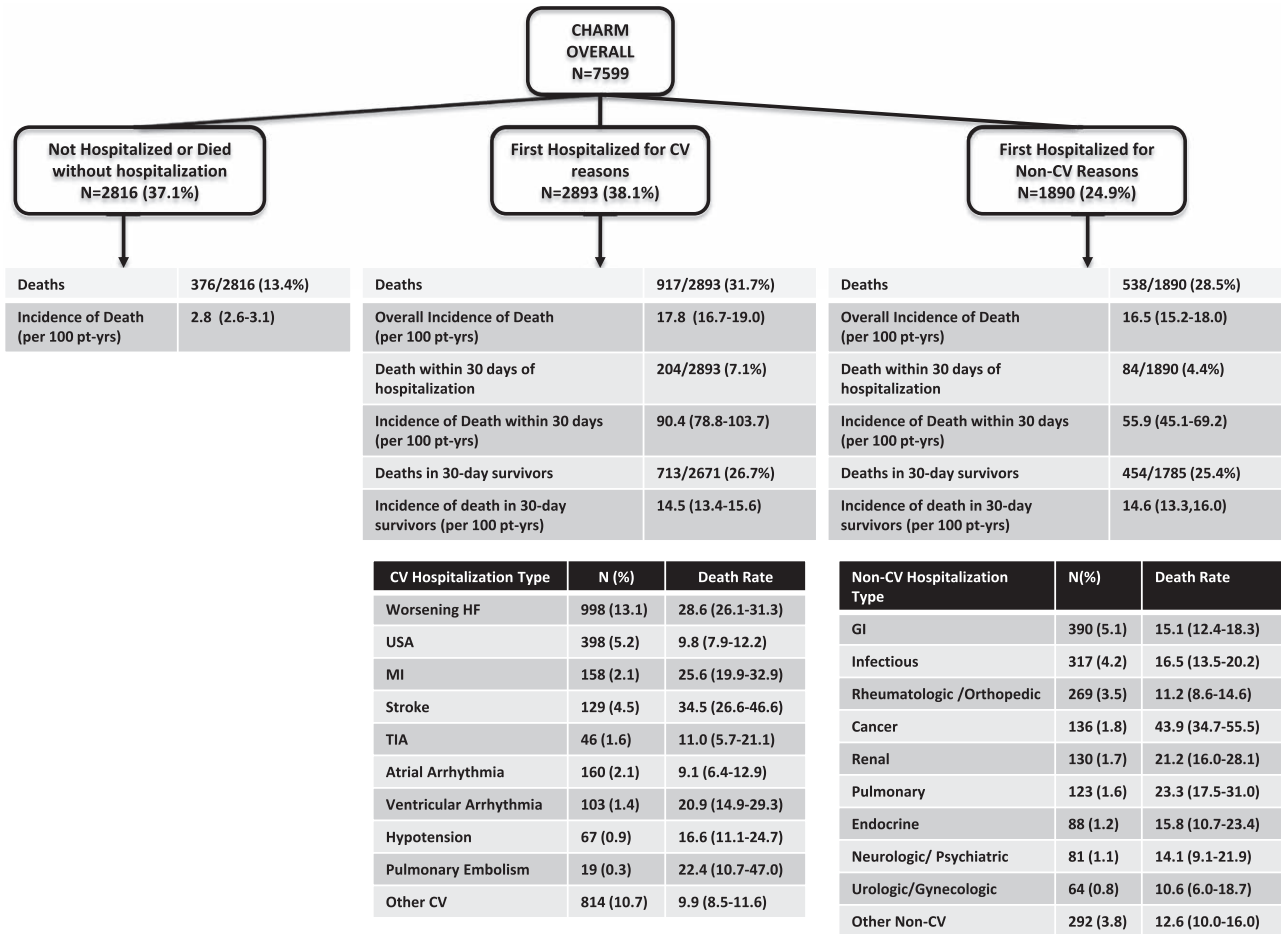 CHARM
OVERALL
N=7599
Not Hospitalized or Died
without hospitalization
N=2816 (37.1%)
First Hospitalized for CV
reasons
N=2893 (38.1%)
First Hospitalized for
Non-CV Reasons
N=1890 (24.9%)
Deaths 376/2816 (13.4%)
Incidence of Death 2.8 (2.6-3.1)
(per 100 pt-yrs)
Deaths 917/2893 (31.7%)
Overall Incidence of Death 17.8 (16.7-19.0)
(per 100 pt-yrs)
Death within 30 days of 204/2893 (7.1%)
hospitalization
Incidence of Death within 30 days 90.4 (78.8-103.7)
(per 100 pt-yrs)
Deaths in 30-day survivors 713/2671 (26.7%)
Incidence of death in 30-day 14.5 (13.4-15.6)
survivors (per 100 pt-yrs)
Deaths 538/1890 (28.5%)
Overall Incidence of Death 16.5 (15.2-18.0)
(per 100 pt-yrs)
Death within 30 days of 84/1890 (4.4%)
hospitalization
Incidence of Death within 30 days 55.9 (45.1-69.2)
(per 100 pt-yrs)
Deaths in 30-day survivors 454/1785 (25.4%)
Incidence of death in 30-day 14.6 (13.3,16.0)
survivors (per 100 pt-yrs)
CV Hospitalization Type N (%) Death Rate
Worsening HF 998 (13.1) 28.6 (26.1-31.3)
USA 398 (5.2) 9.8 (7.9-12.2)
MI 158 (2.1) 25.6 (19.9-32.9)
Stroke 129 (4.5) 34.5 (26.6-46.6)
TIA 46 (1.6) 11.0 (5.7-21.1)
Atrial Arrhythmia 160 (2.1) 9.1 (6.4-12.9)
Ventricular Arrhythmia 103 (1.4) 20.9 (14.9-29.3)
Hypotension 67 (0.9) 16.6 (11.1-24.7)
Pulmonary Embolism 19 (0.3) 22.4 (10.7-47.0)
Other CV 814 (10.7) 9.9 (8.5-11.6)
Non-CV Hospitalization N(%) Death Rate
Type
GI 390 (5.1) 15.1 (12.4-18.3)
Infectious 317 (4.2) 16.5 (13.5-20.2)
Rheumatologic /Orthopedic 269 (3.5) 11.2 (8.6-14.6)
Cancer 136 (1.8) 43.9 (34.7-55.5)
Renal 130 (1.7) 21.2 (16.0-28.1)
Pulmonary 123 (1.6) 23.3 (17.5-31.0)
Endocrine 88 (1.2) 15.8 (10.7-23.4)
Neurologic/ Psychiatric 81 (1.1) 14.1 (9.1-21.9)
Urologic/Gynecologic 64 (0.8) 10.6 (6.0-18.7)
Other Non-CV 292 (3.8) 12.6 (10.0-16.0)